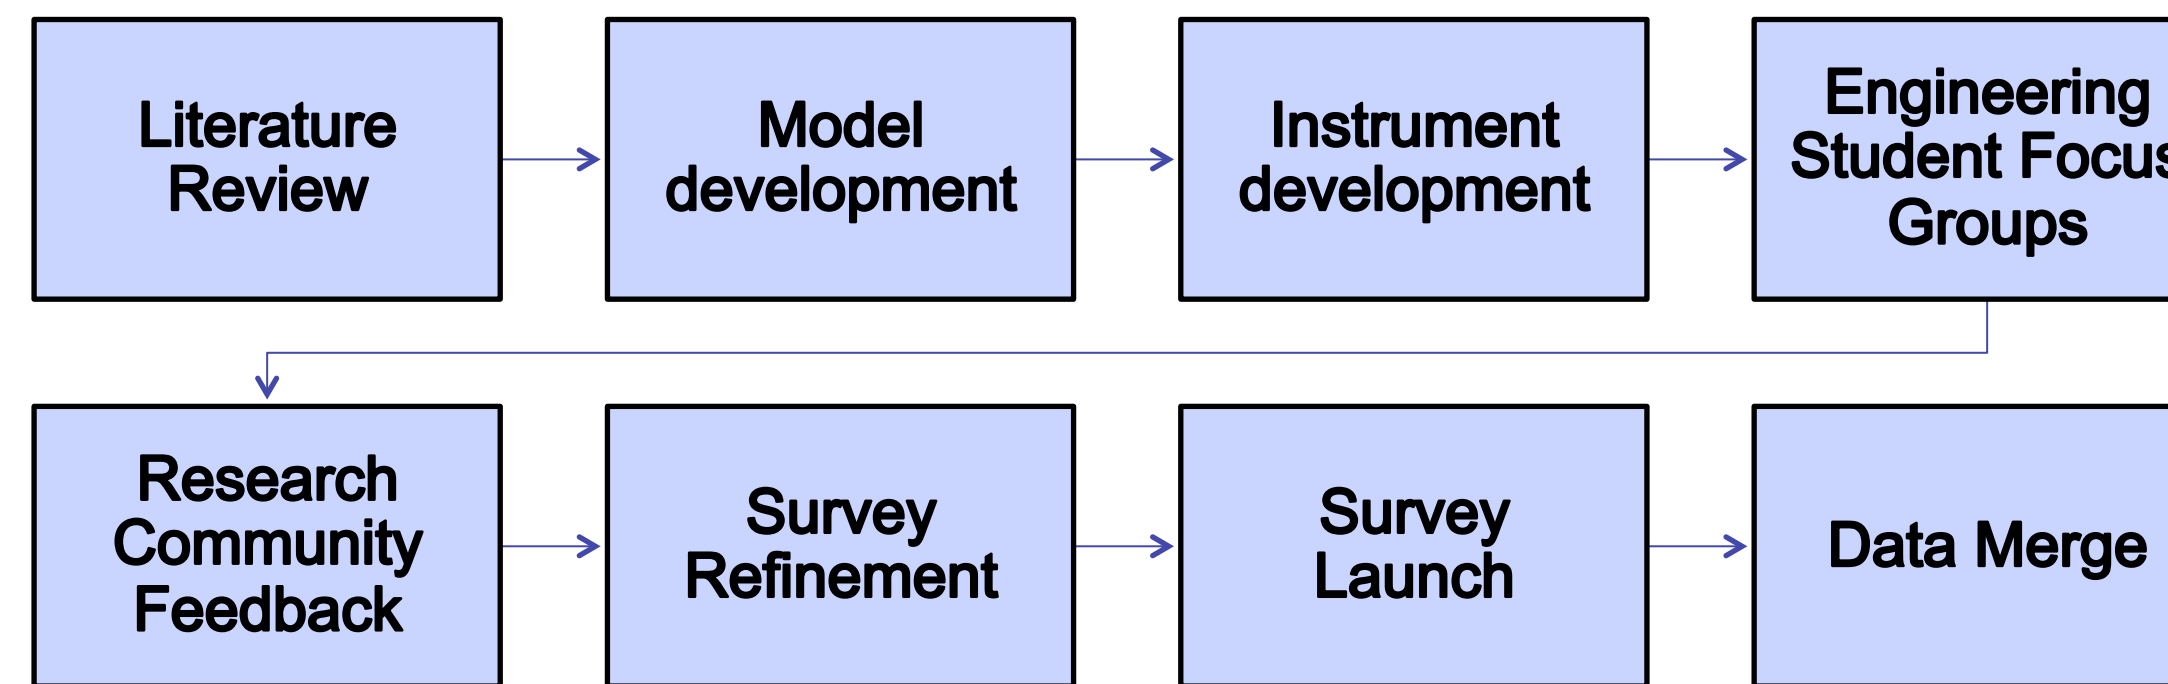 Literature
Review
Model
development
Instrument
development
Engineering
Student Focus
Groups
Research
Community
Feedback
Survey
Refinement
Survey
Launch
Data Merge